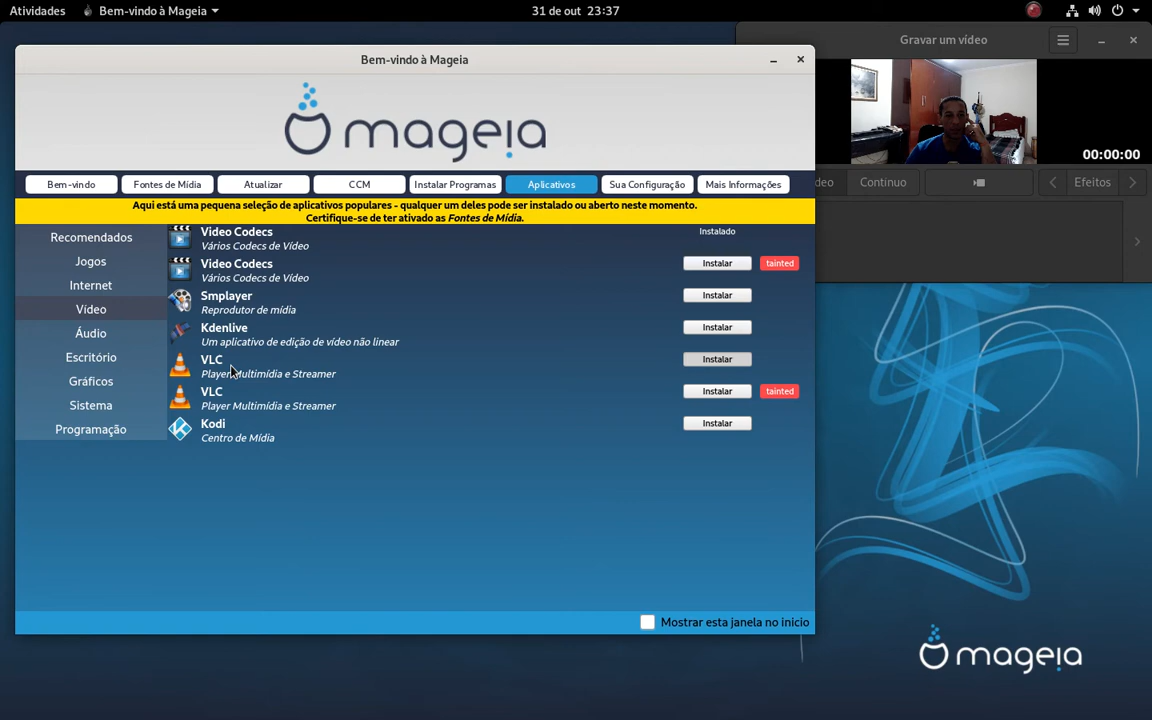 Atividades
Bem-vindo à Mageia
31 de out 23:37
Gravar um vídeo
Bem-vindo à Mageia
mageia
00:00:00
Bem-vindo
Fontes de Mídia
Atualizar
CCM
Instalar Programas
Aplicativos
Sua Configuração
Mais Informações
deo
Contínuo
Efeitos
Aqui está uma pequena seleção de aplicativos populares - qualquer um deles pode ser instalado ou aberto neste momento.
Certifique-se de ter ativado as Fontes de Mídia.
Recomendados
Jogos
Internet
Vídeo
Áudio
Escritório
Gráficos
Sistema
Programação
Video Codecs
Vários Codecs de Vídeo
Instalado
Video Codecs
Vários Codecs de Vídeo
Instalar
tainted
Smplayer
Reprodutor de mídia
Instalar
Kdenlive
Um aplicativo de edição de vídeo não linear
Instalar
VLC
Player Multimídia e Streamer
Instalar
VLC
Player Multimídia e Streamer
Instalar
tainted
Kodi
Centro de Mídia
Instalar
Mostrar esta janela no inicio
mageia